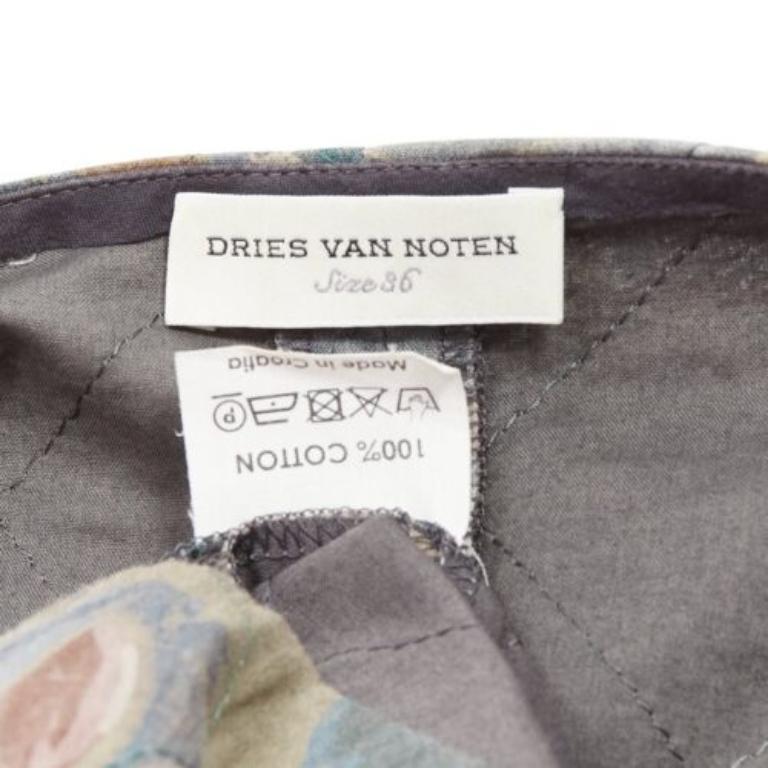 DRIES VAN NOTEN
Size 36
100% COTTON
P
Made in Croatia